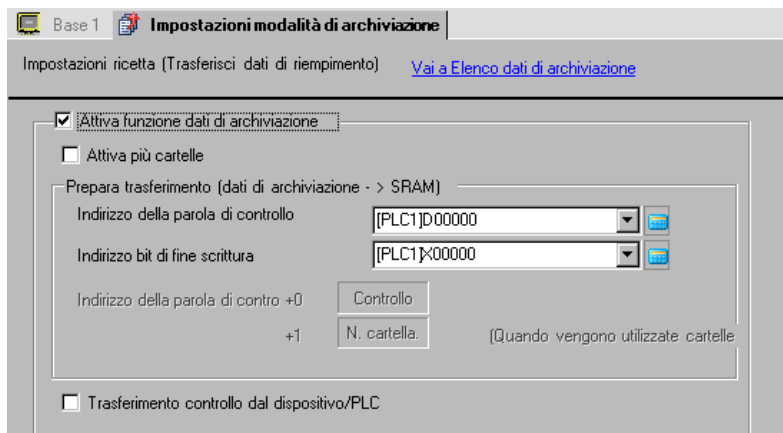 Base 1 Impostazioni modalità di archiviazione
Impostazioni ricetta (Trasferisci dati di riempimento) Vai a Elenco dati di archiviazione
Attiva funzione dati di archiviazione
Attiva più cartelle
Prepara trasferimento (dati di archiviazione - > SRAM)
Indirizzo della parola di controllo [PLC1]D00000
Indirizzo bit di fine scrittura [PLC1]X00000
Indirizzo della parola di contro +0 Controllo
+1 N. cartella. (Quando vengono utilizzate cartelle
Trasferimento controllo dal dispositivo/PLC